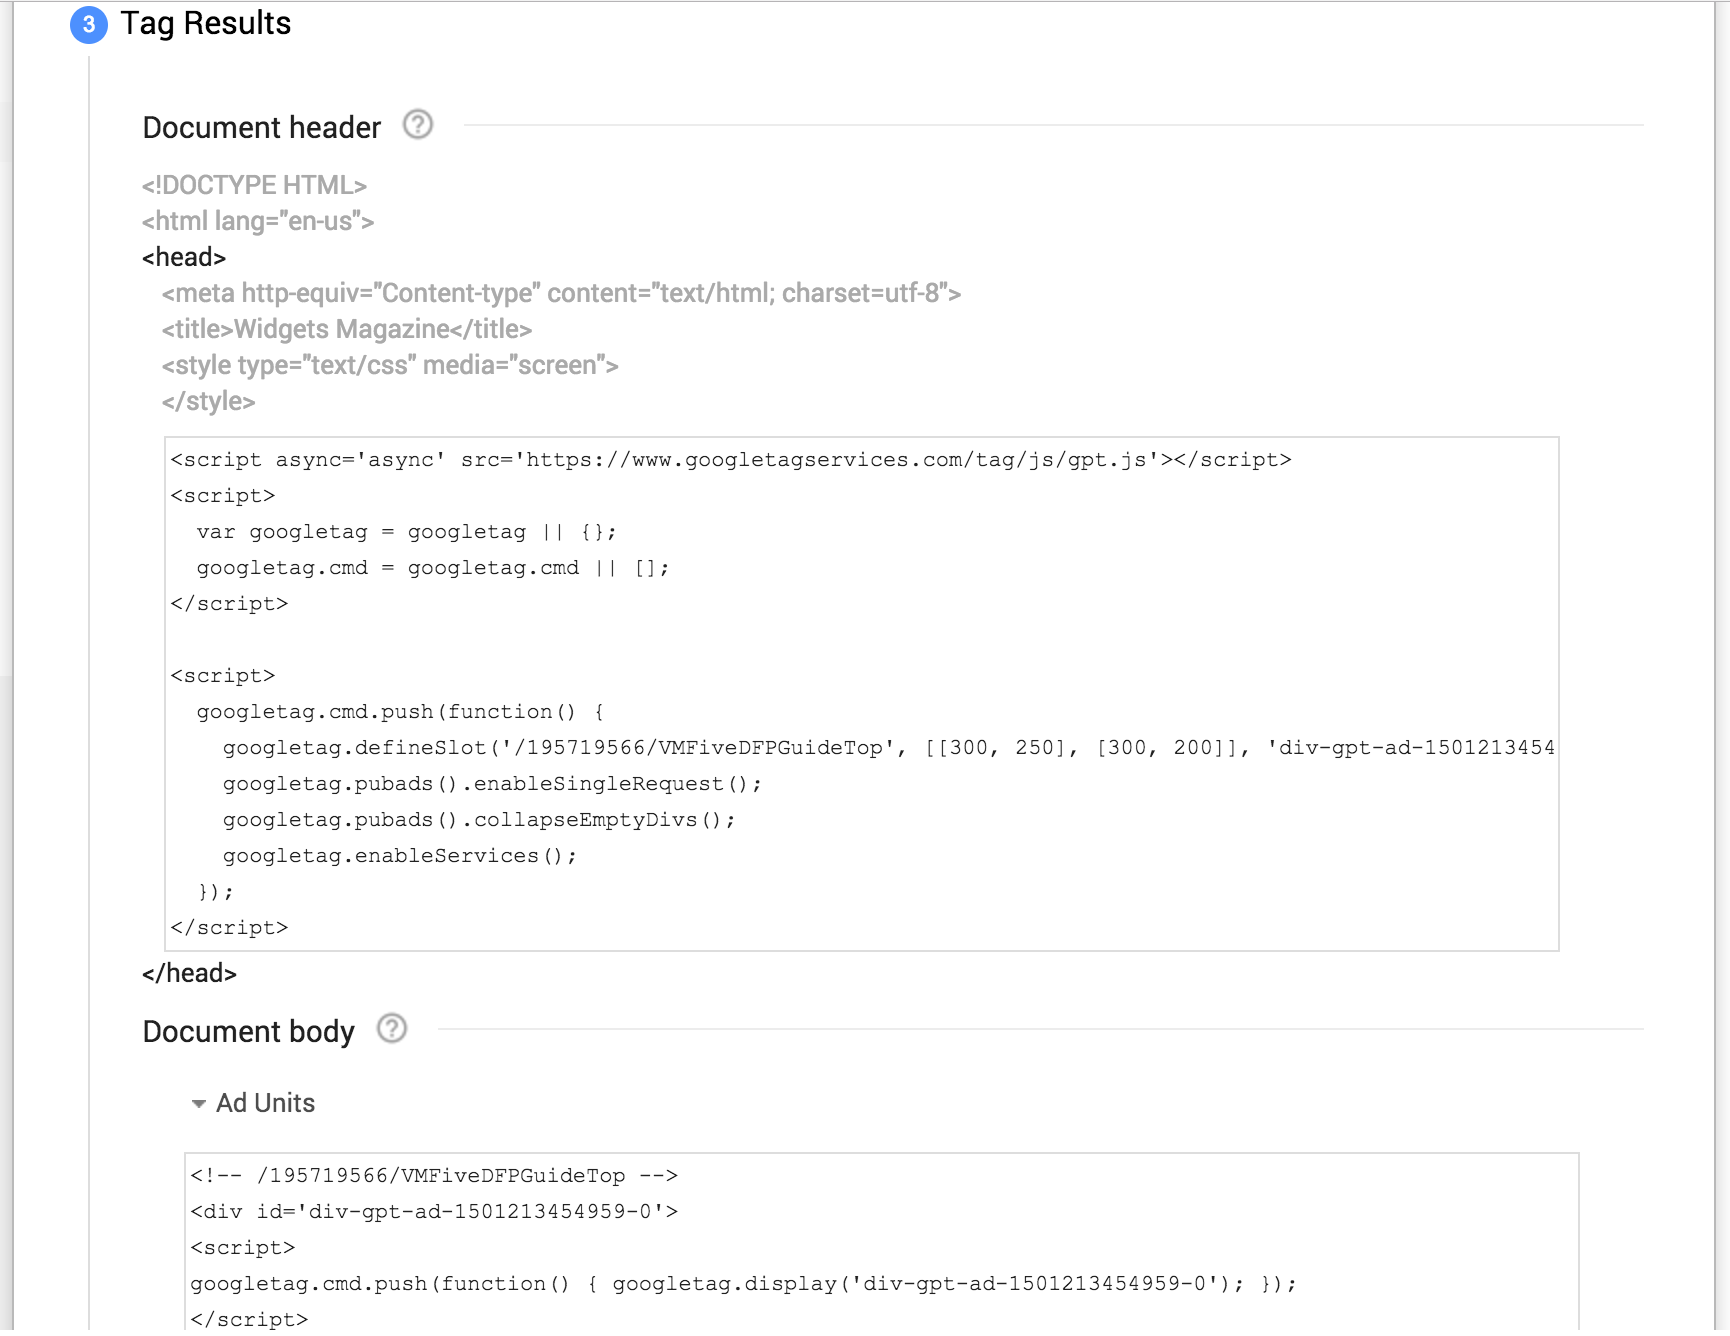 3 Tag Results
Document header ?
<!DOCTYPE HTML>
<html lang="en-us">
<head>
<meta http-equiv="Content-type" content="text/html; charset=utf-8">
<title>Widgets Magazine</title>
<style type="text/css" media="screen">
</style>
<script async='async' src='https://www.googletagservices.com/tag/js/gpt.js'></script>
<script>
  var googletag = googletag || {};
  googletag.cmd = googletag.cmd || [];
</script>
<script>
  googletag.cmd.push(function() {
    googletag.defineSlot('/195719566/VMFiveDFPGuideTop', [[300, 250], [300, 200]], 'div-gpt-ad-1501213454
    googletag.pubads().enableSingleRequest();
    googletag.pubads().collapseEmptyDivs();
    googletag.enableServices();
  });
</script>
</head>
Document body ?
Ad Units
<!-- /195719566/VMFiveDFPGuideTop -->
<div id='div-gpt-ad-1501213454959-0'>
<script>
googletag.cmd.push(function() { googletag.display('div-gpt-ad-1501213454959-0'); });
</script>